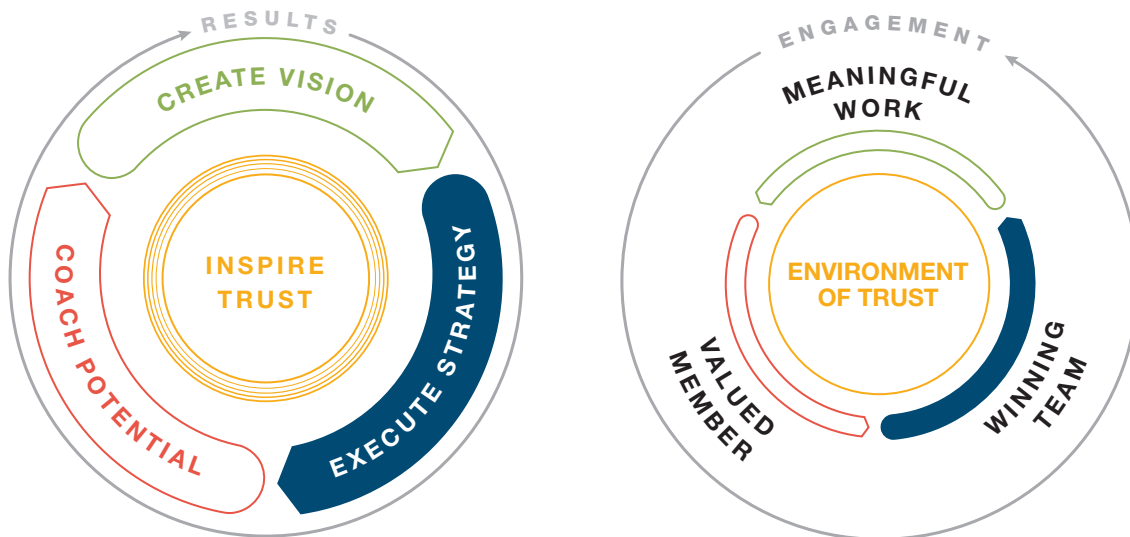 RESULTS
CREATE VISION
INSPIRE
TRUST
COACH POTENTIAL
EXECUTE STRATEGY
ENGAGEMENT
MEANINGFUL
WORK
ENVIRONMENT
OF TRUST
VALUED
MEMBER
WINNING
TEAM